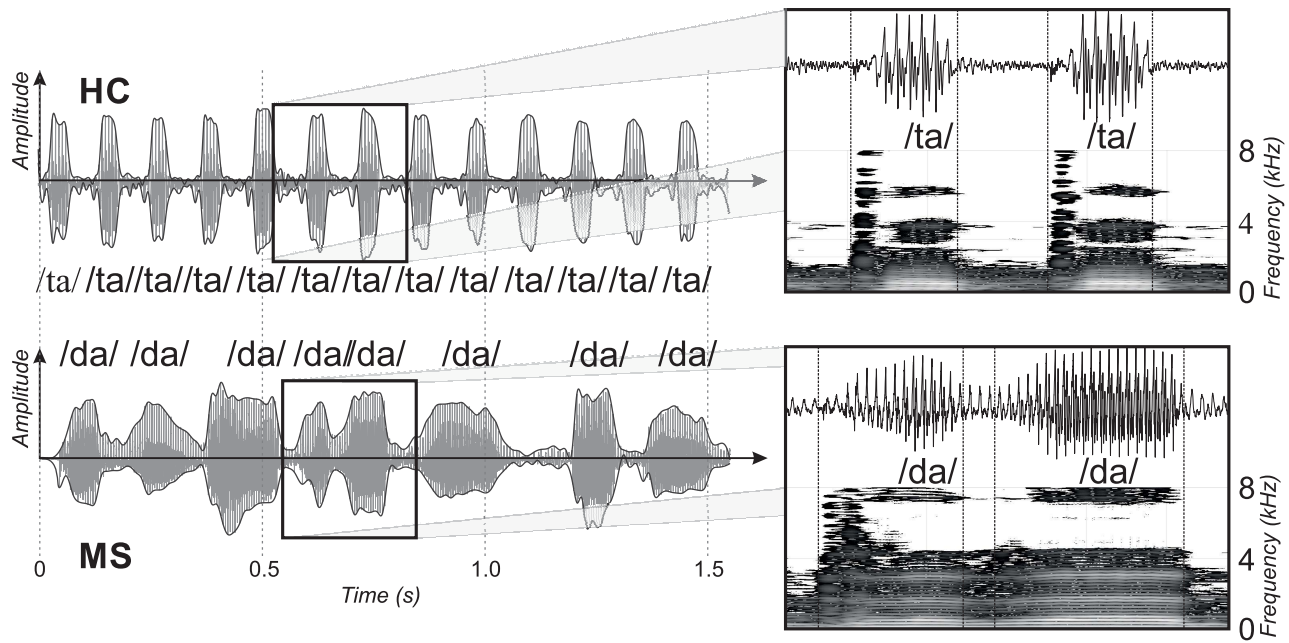 Amplitude
HC
/ta/ /ta//ta//ta/ /ta/ /ta//ta/ /ta/ /ta/ /ta/ /ta//ta/ /ta/
/ta/ /ta/
8
4
0
Frequency (kHz)
/da/ /da/ /da/ /da//da/ /da/ /da/ /da/
Amplitude
MS
0 0.5 1.0 1.5
Time (s)
/da/ /da/
8
4
0
Frequency (kHz)